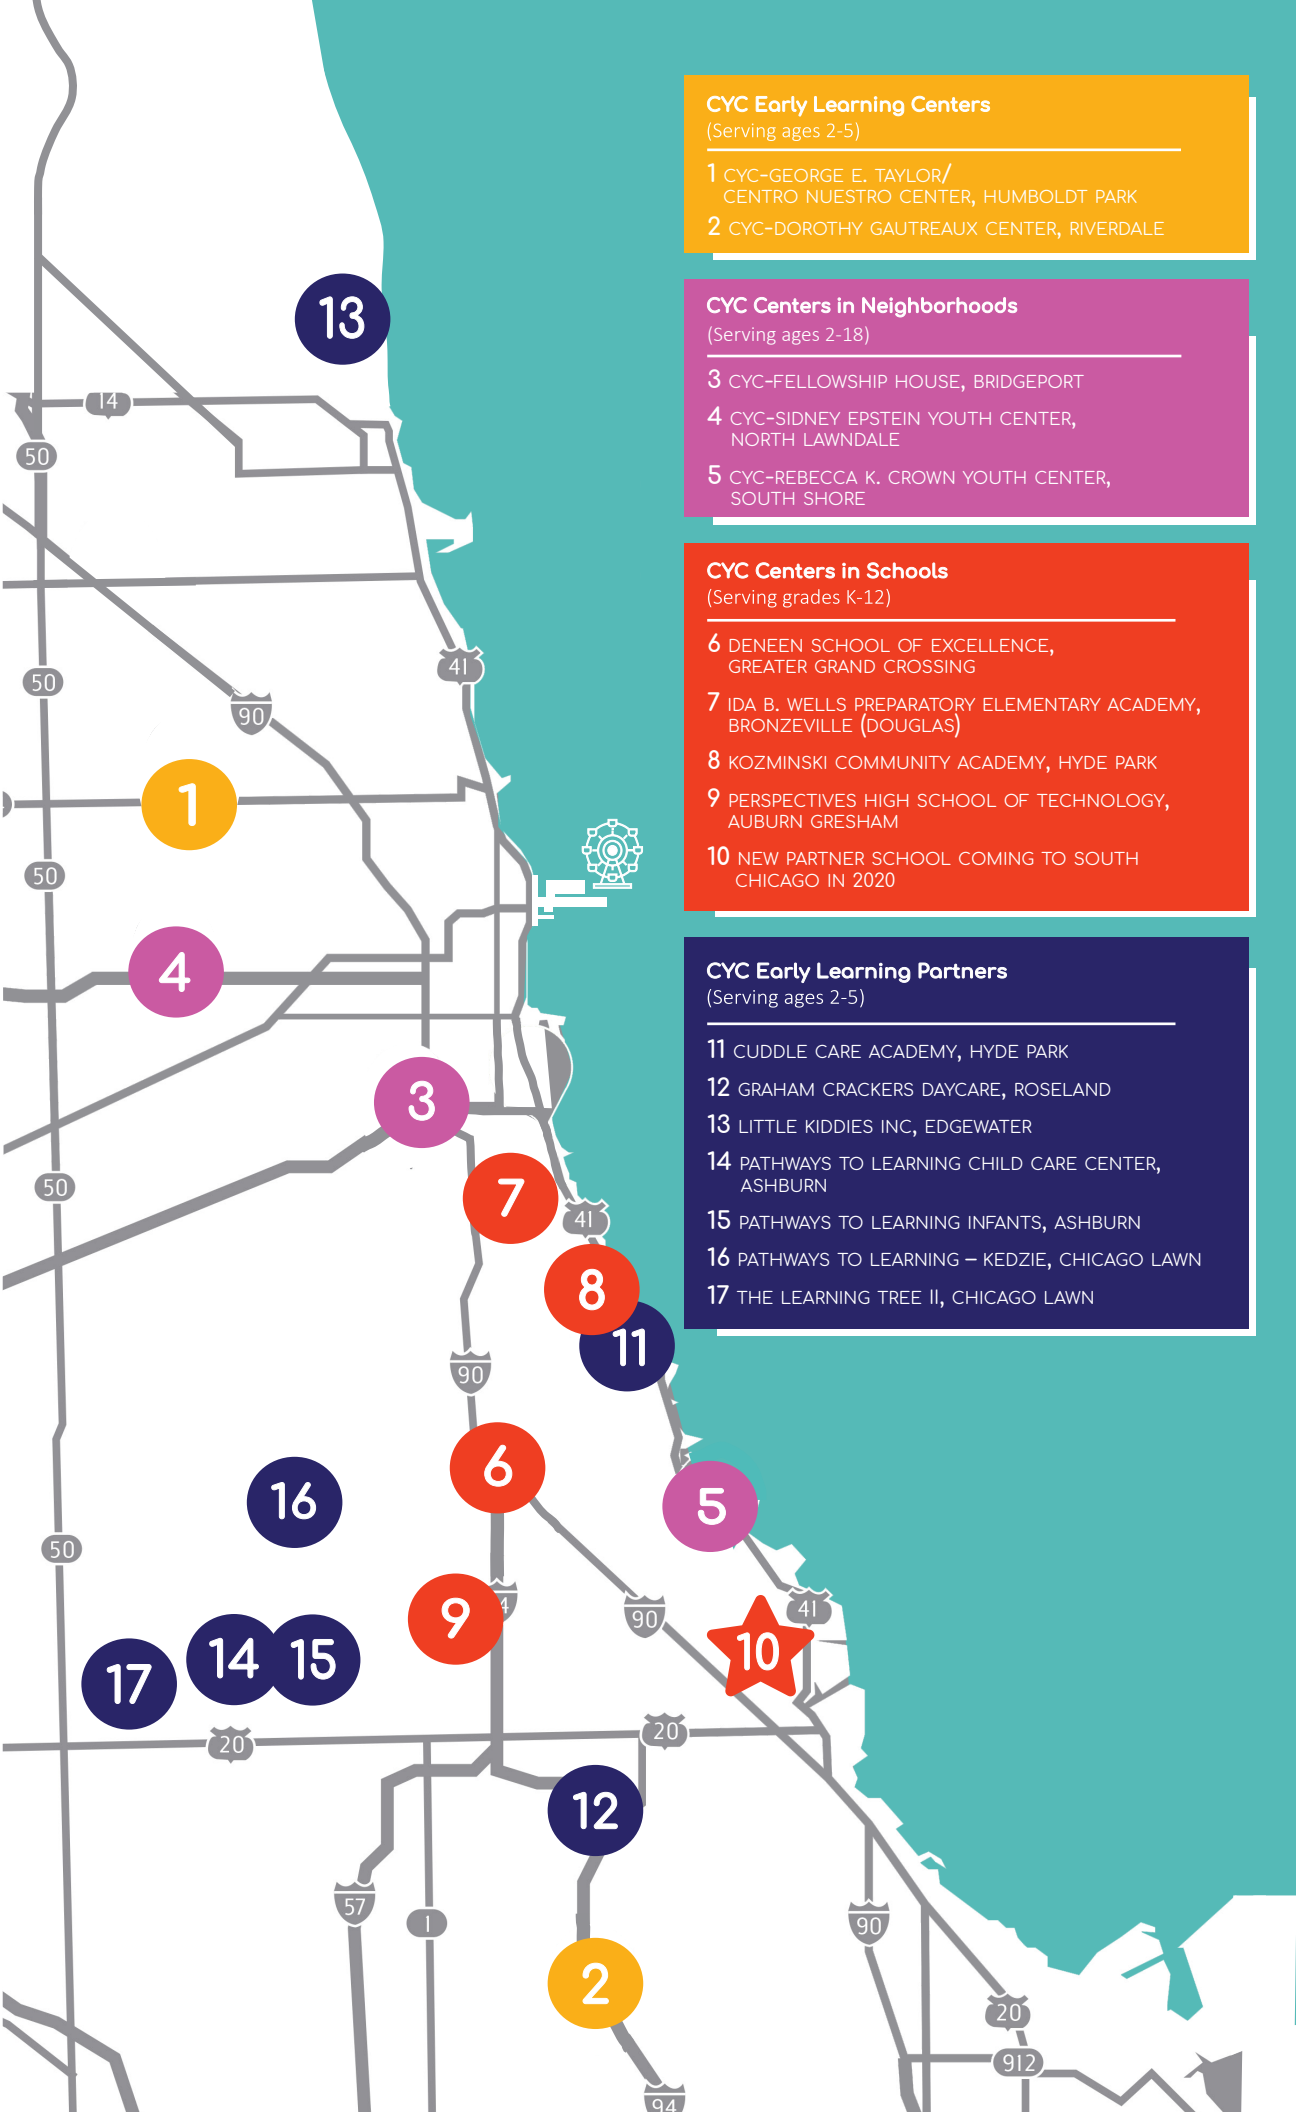 CYC Early Learning Centers
(Serving ages 2-5)
1 CYC-GEORGE E. TAYLOR/
CENTRO NUESTRO CENTER, HUMBOLDT PARK
2 CYC-DOROTHY GAUTREAUX CENTER, RIVERDALE
CYC Centers in Neighborhoods
(Serving ages 2-18)
3 CYC-FELLOWSHIP HOUSE, BRIDGEPORT
4 CYC-SIDNEY EPSTEIN YOUTH CENTER,
NORTH LAWNDALE
5 CYC-REBECCA K. CROWN YOUTH CENTER,
SOUTH SHORE
CYC Centers in Schools
(Serving grades K-12)
6 DENEEN SCHOOL OF EXCELLENCE,
GREATER GRAND CROSSING
7 IDA B. WELLS PREPARATORY ELEMENTARY ACADEMY,
BRONZEVILLE (DOUGLAS)
8 KOZMINSKI COMMUNITY ACADEMY, HYDE PARK
9 PERSPECTIVES HIGH SCHOOL OF TECHNOLOGY,
AUBURN GRESHAM
10 NEW PARTNER SCHOOL COMING TO SOUTH
CHICAGO IN 2020
CYC Early Learning Partners
(Serving ages 2-5)
11 CUDDLE CARE ACADEMY, HYDE PARK
12 GRAHAM CRACKERS DAYCARE, ROSELAND
13 LITTLE KIDDIES INC, EDGEWATER
14 PATHWAYS TO LEARNING CHILD CARE CENTER,
ASHBURN
15 PATHWAYS TO LEARNING INFANTS, ASHBURN
16 PATHWAYS TO LEARNING – KEDZIE, CHICAGO LAWN
17 THE LEARNING TREE II, CHICAGO LAWN
13
14
50
41
50
90
1
50
4
3
50
7
41
8
11
90
6
16
5
50
9
4
90
41
10
14
15
17
20
20
12
57
1
90
2
20
912
94